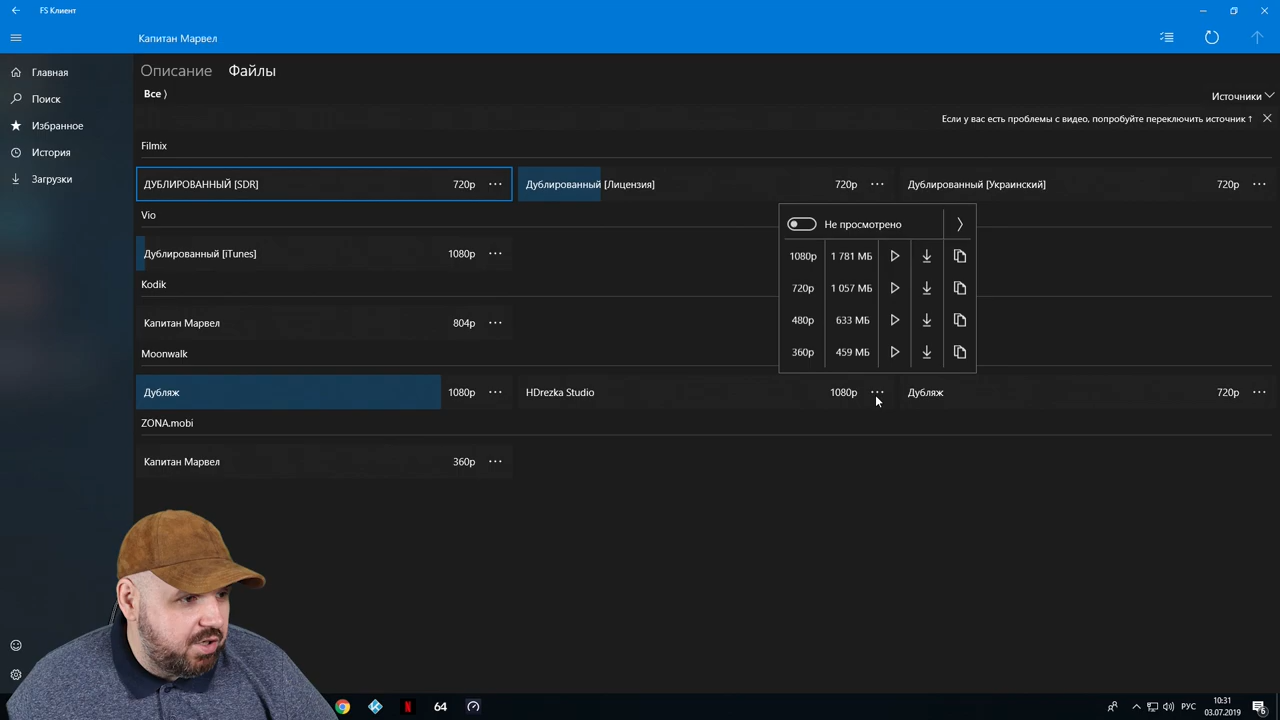 FS Клиент
Капитан Марвел
Главная
Поиск
Избранное
История
Загрузки
Описание Файлы
Все ⟩
Источники
Если у вас есть проблемы с видео, попробуйте переключить источник ↑
Filmix
ДУБЛИРОВАННЫЙ [SDR] 720p
Дублированный [Лицензия] 720p
Дублированный [Украинский] 720p
Vio
Дублированный [iTunes] 1080p
Kodik
Капитан Марвел 804p
Moonwalk
Дубляж 1080p
HDrezka Studio 1080p
Дубляж 720p
ZONA.mobi
Капитан Марвел 360p
Не просмотрено
1080p 1 781 МБ
720p 1 057 МБ
480p 633 МБ
360p 459 МБ
N 64
РУС
10:31
03.07.2019
6